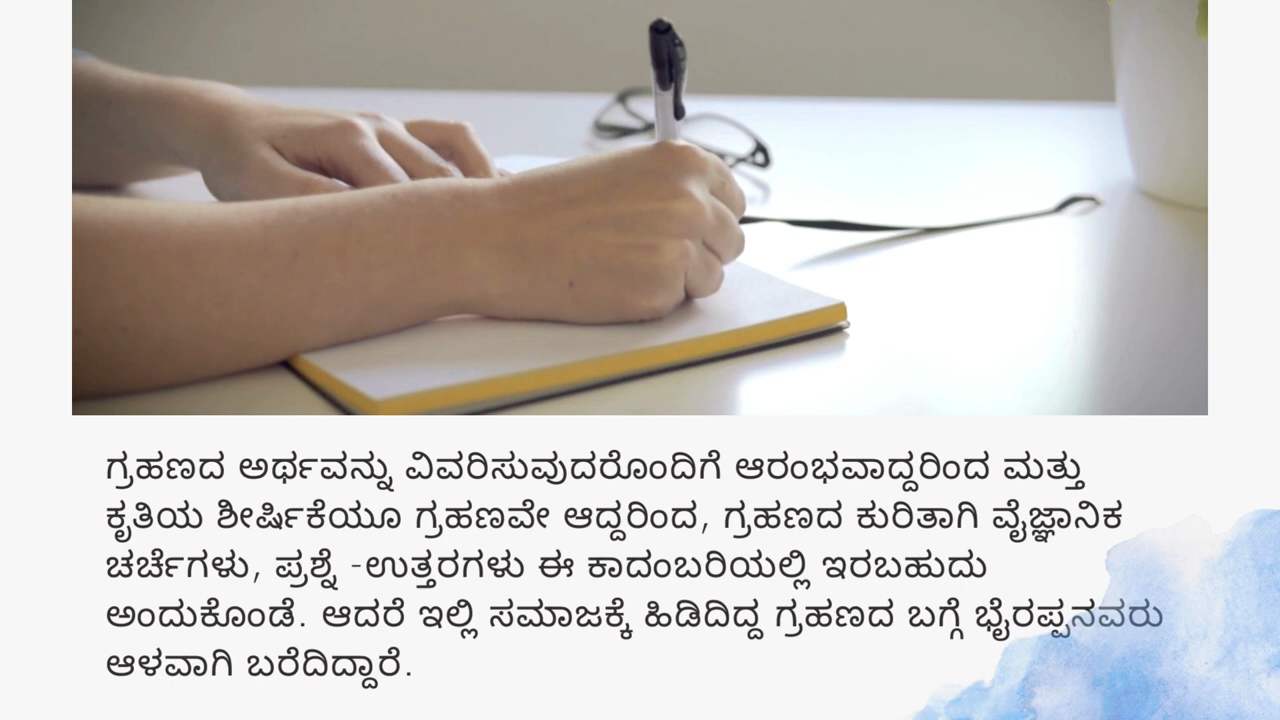 ಗ್ರಹಣದ ಅರ್ಥವನ್ನು ವಿವರಿಸುವುದರೊಂದಿಗೆ ಆರಂಭವಾದ್ದರಿಂದ ಮತ್ತು
ಕೃತಿಯ ಶೀರ್ಷಿಕೆಯೂ ಗ್ರಹಣವೇ ಆದ್ದರಿಂದ, ಗ್ರಹಣದ ಕುರಿತಾಗಿ ವೈಜ್ಞಾನಿಕ
ಚರ್ಚೆಗಳು, ಪ್ರಶ್ನೆ -ಉತ್ತರಗಳು ಈ ಕಾದಂಬರಿಯಲ್ಲಿ ಇರಬಹುದು
ಅಂದುಕೊಂಡೆ. ಆದರೆ ಇಲ್ಲಿ ಸಮಾಜಕ್ಕೆ ಹಿಡಿದಿದ್ದ ಗ್ರಹಣದ ಬಗ್ಗೆ ಭೈರಪ್ಪನವರು
ಆಳವಾಗಿ ಬರೆದಿದ್ದಾರೆ.